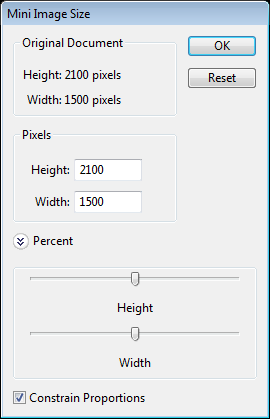 Mini Image Size
Original Document
Height: 2100 pixels
Width: 1500 pixels
OK
Reset
Pixels
Height: 2100
Width: 1500
Percent
Height
Width
Constrain Proportions